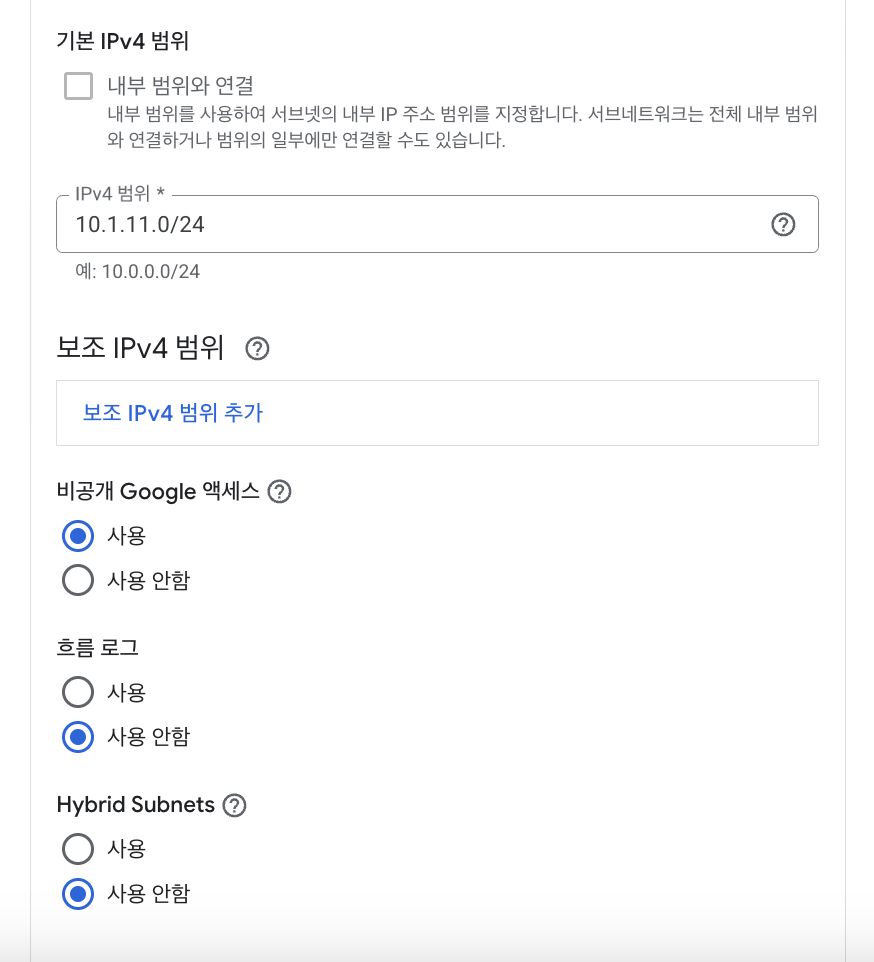 기본 IPv4 범위
내부 범위와 연결
내부 범위를 사용하여 서브넷의 내부 IP 주소 범위를 지정합니다. 서브네트워크는 전체 내부 범위
와 연결하거나 범위의 일부에만 연결할 수도 있습니다.
IPv4 범위 *
10.1.11.0/24
예: 10.0.0.0/24
보조 IPv4 범위
보조 IPv4 범위 추가
비공개 Google 액세스
사용
사용 안함
흐름 로그
사용
사용 안함
Hybrid Subnets
사용
사용 안함